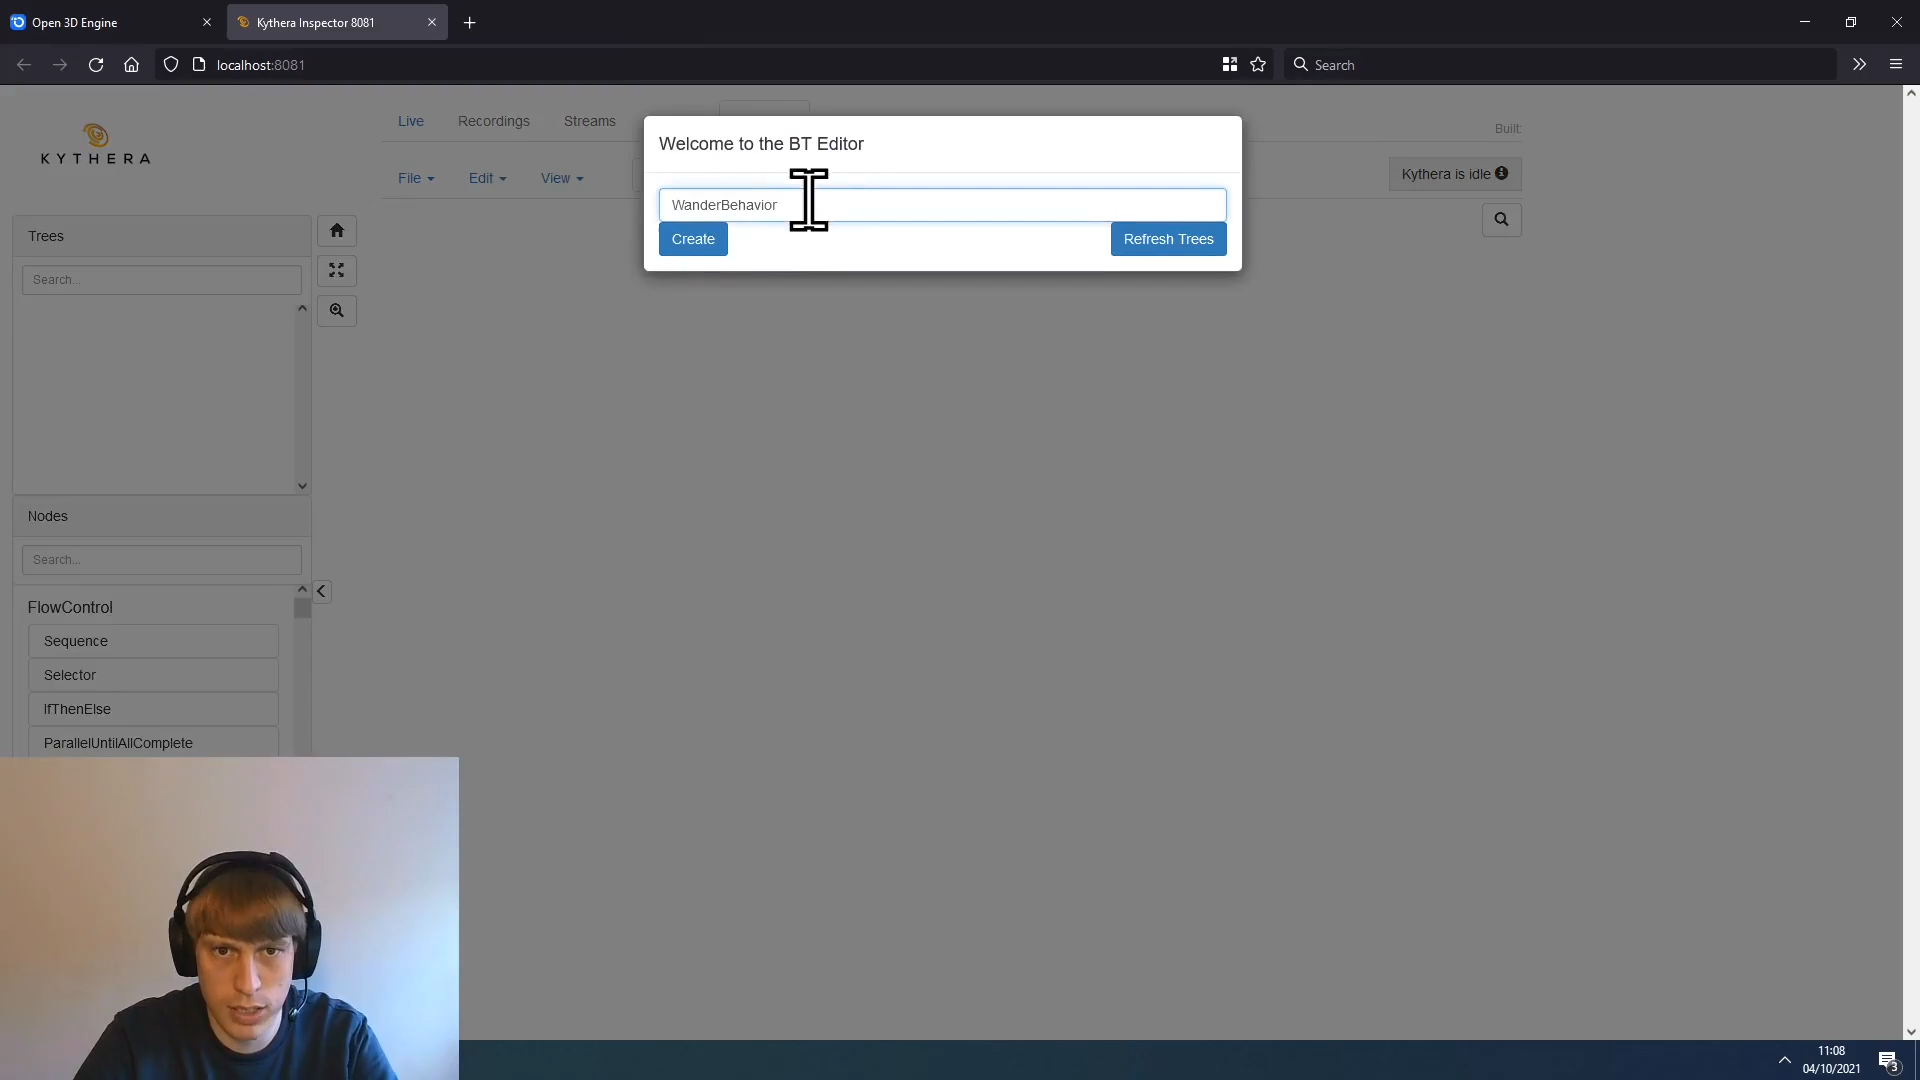 Open 3D Engine
Kythera Inspector 8081
localhost:8081
Search
KYTHERA
Live
Recordings
Streams
Built:
File
Edit
View
Kythera is idle
Welcome to the BT Editor
WanderBehavior
Create
Refresh Trees
Trees
Search...
Nodes
Search...
FlowControl
Sequence
Selector
IfThenElse
ParallelUntilAllComplete
11:08
04/10/2021
3